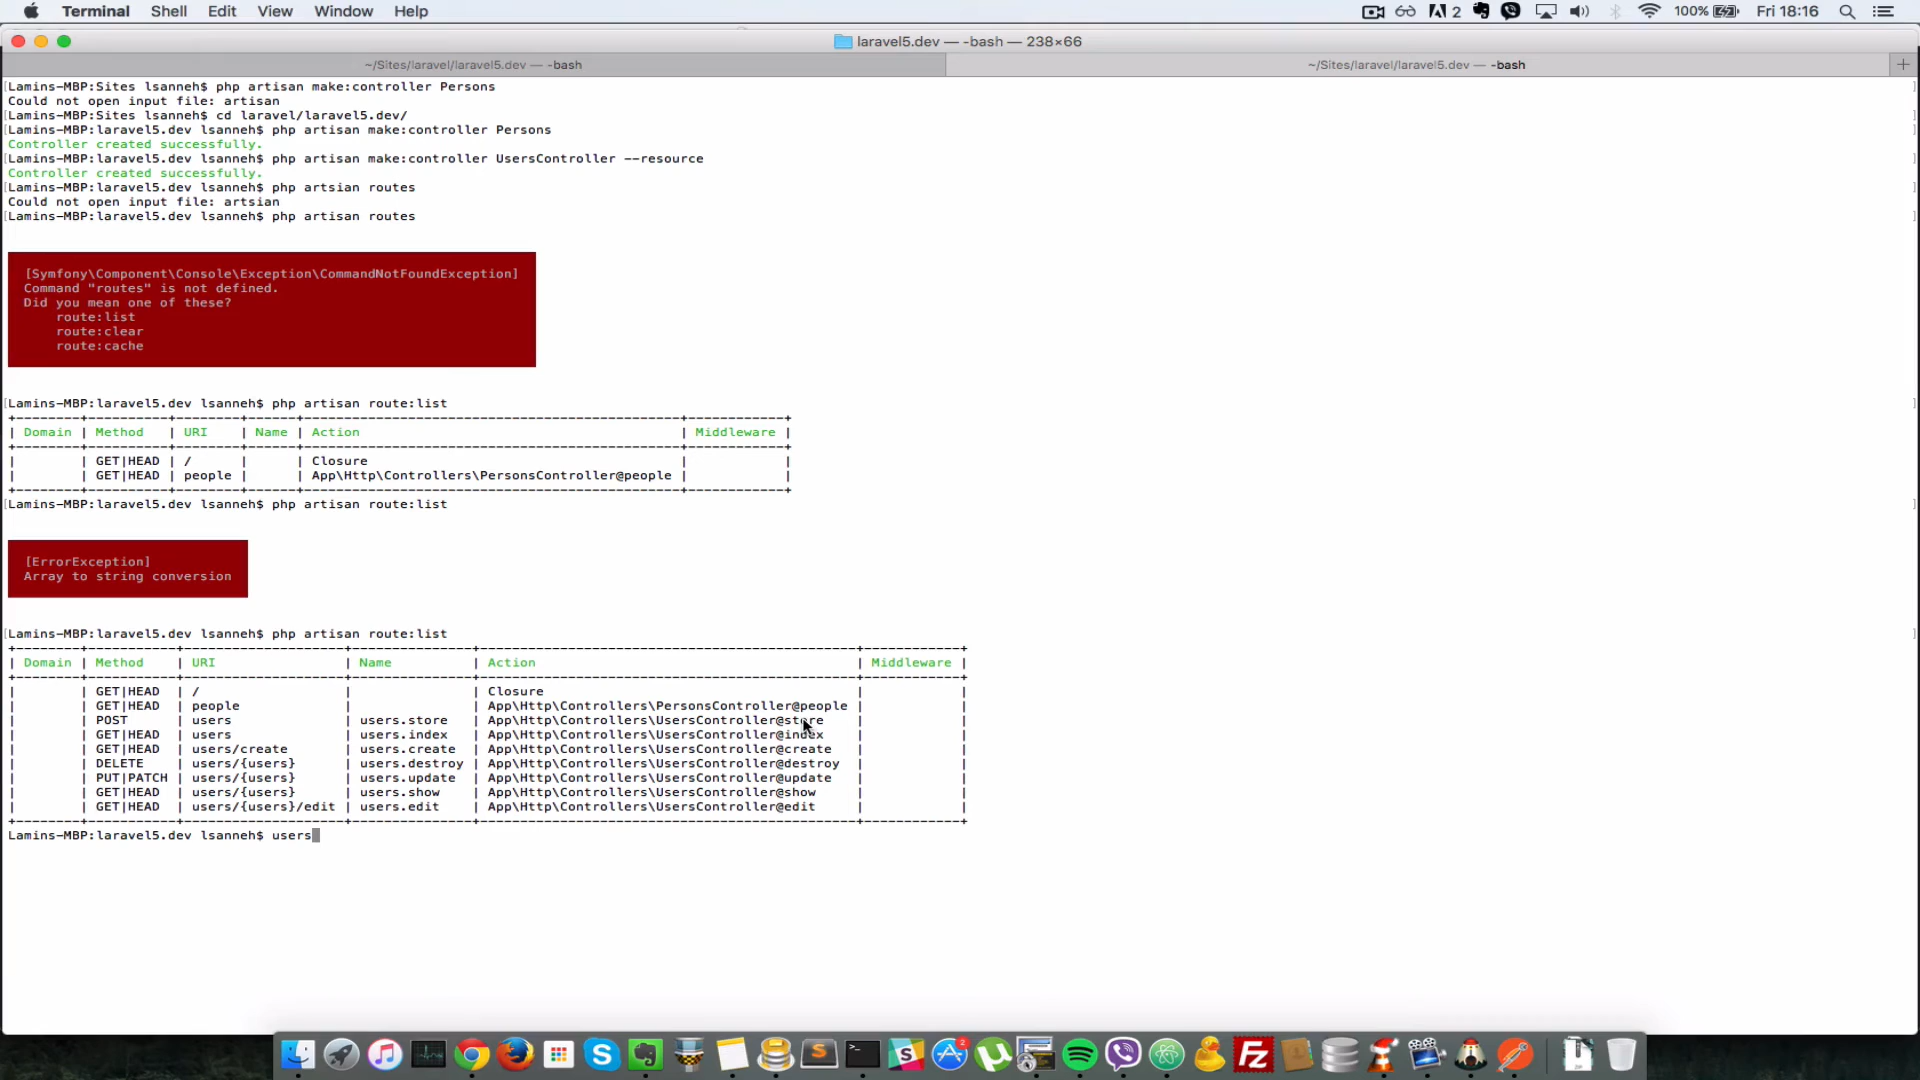 Terminal Shell Edit View Window Help 2 100% Fri 18:16
laravel5.dev — -bash — 238×66
~/Sites/laravel/laravel5.dev — -bash ~/Sites/laravel/laravel5.dev — -bash
[Lamins-MBP:Sites lsanneh$ php artisan make:controller Persons ]
Could not open input file: artisan
[Lamins-MBP:Sites lsanneh$ cd laravel/laravel5.dev/ ]
[Lamins-MBP:laravel5.dev lsanneh$ php artisan make:controller Persons ]
Controller created successfully.
[Lamins-MBP:laravel5.dev lsanneh$ php artisan make:controller UsersController --resource ]
Controller created successfully.
[Lamins-MBP:laravel5.dev lsanneh$ php artsian routes ]
Could not open input file: artsian
[Lamins-MBP:laravel5.dev lsanneh$ php artisan routes ]
[Symfony\Component\Console\Exception\CommandNotFoundException]
Command "routes" is not defined.
Did you mean one of these?
route:list
route:clear
route:cache
[Lamins-MBP:laravel5.dev lsanneh$ php artisan route:list ]
| Domain | Method | URI | Name | Action | Middleware |
| | GET|HEAD | / | | Closure | |
| | GET|HEAD | people | | App\Http\Controllers\PersonsController@people | |
[Lamins-MBP:laravel5.dev lsanneh$ php artisan route:list ]
[ErrorException]
Array to string conversion
[Lamins-MBP:laravel5.dev lsanneh$ php artisan route:list ]
| Domain | Method | URI | Name | Action | Middleware |
| | GET|HEAD | / | | Closure | |
| | GET|HEAD | people | | App\Http\Controllers\PersonsController@people | |
| | POST | users | users.store | App\Http\Controllers\UsersController@store | |
| | GET|HEAD | users | users.index | App\Http\Controllers\UsersController@index | |
| | GET|HEAD | users/create | users.create | App\Http\Controllers\UsersController@create | |
| | DELETE | users/{users} | users.destroy | App\Http\Controllers\UsersController@destroy | |
| | PUT|PATCH | users/{users} | users.update | App\Http\Controllers\UsersController@update | |
| | GET|HEAD | users/{users} | users.show | App\Http\Controllers\UsersController@show | |
| | GET|HEAD | users/{users}/edit | users.edit | App\Http\Controllers\UsersController@edit | |
Lamins-MBP:laravel5.dev lsanneh$ users